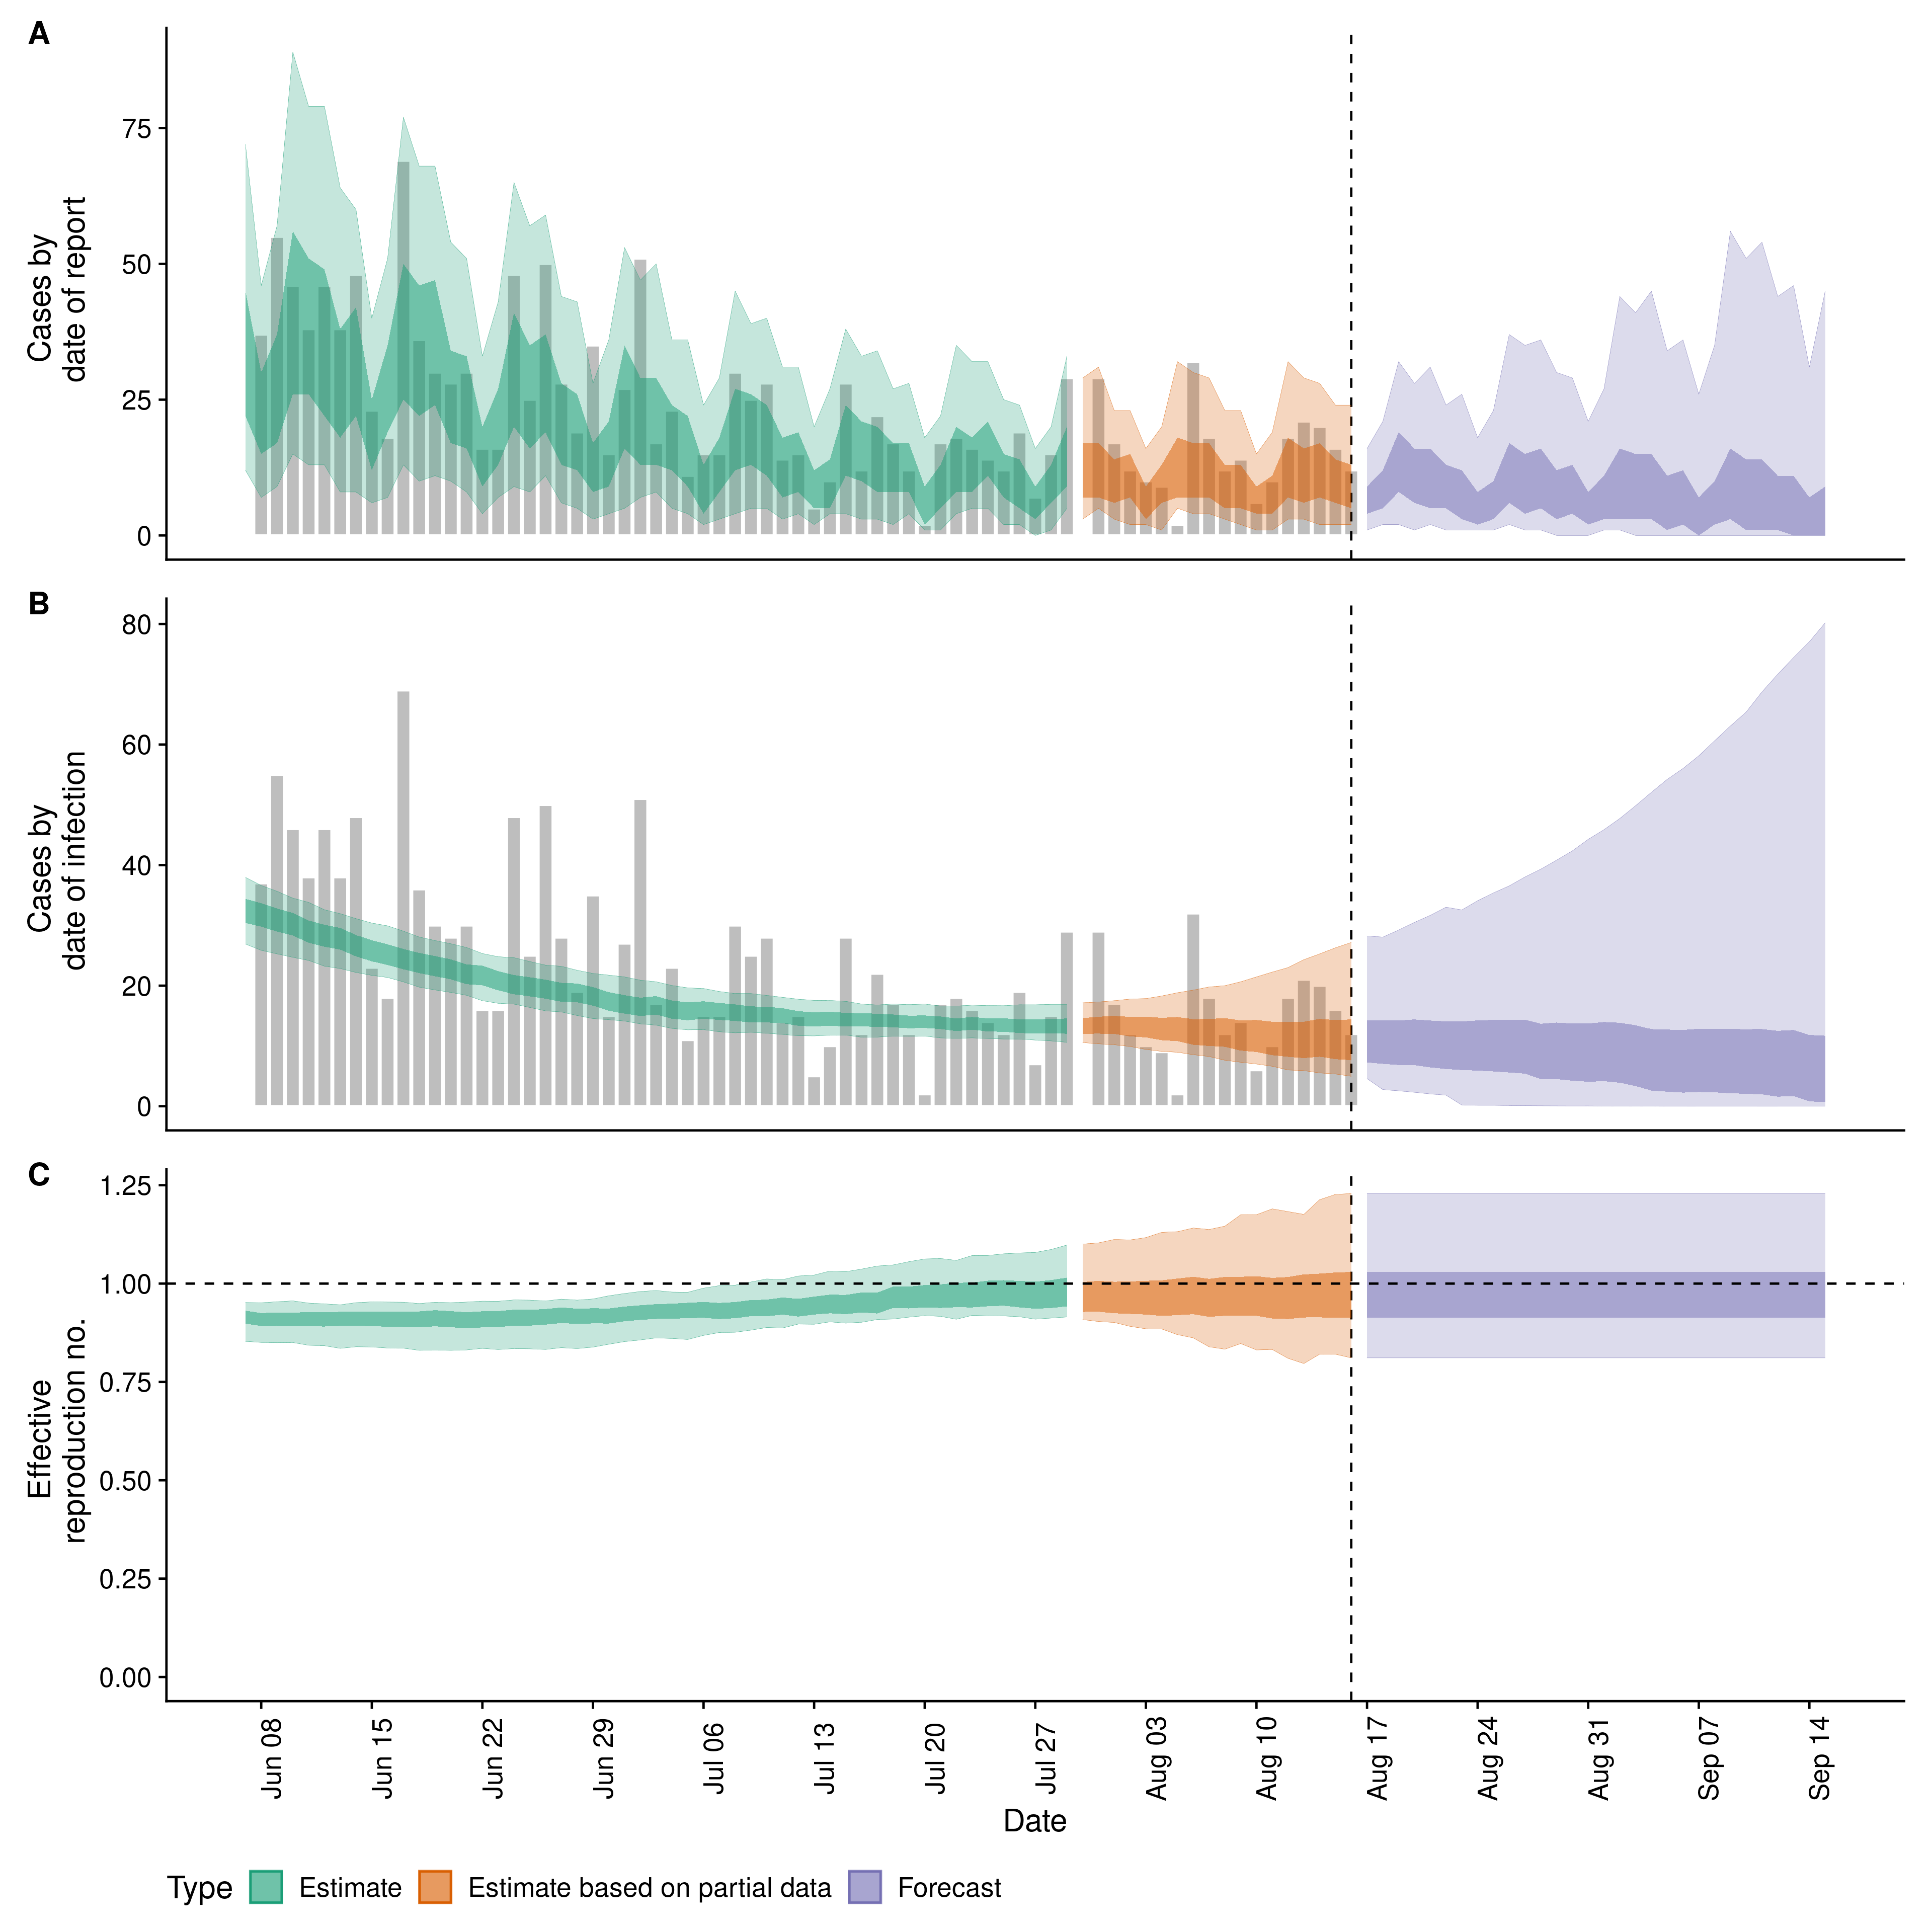 A
75
50
25
0
Cases by
date of report
B
80
60
40
20
0
Cases by
date of infection
C
1.25
1.00
0.75
0.50
0.25
0.00
Effective
reproduction no.
Jun 08
Jun 15
Jun 22
Jun 29
Jul 06
Jul 13
Jul 20
Jul 27
Aug 03
Aug 10
Aug 17
Aug 24
Aug 31
Sep 07
Sep 14
Date
Type Estimate Estimate based on partial data Forecast